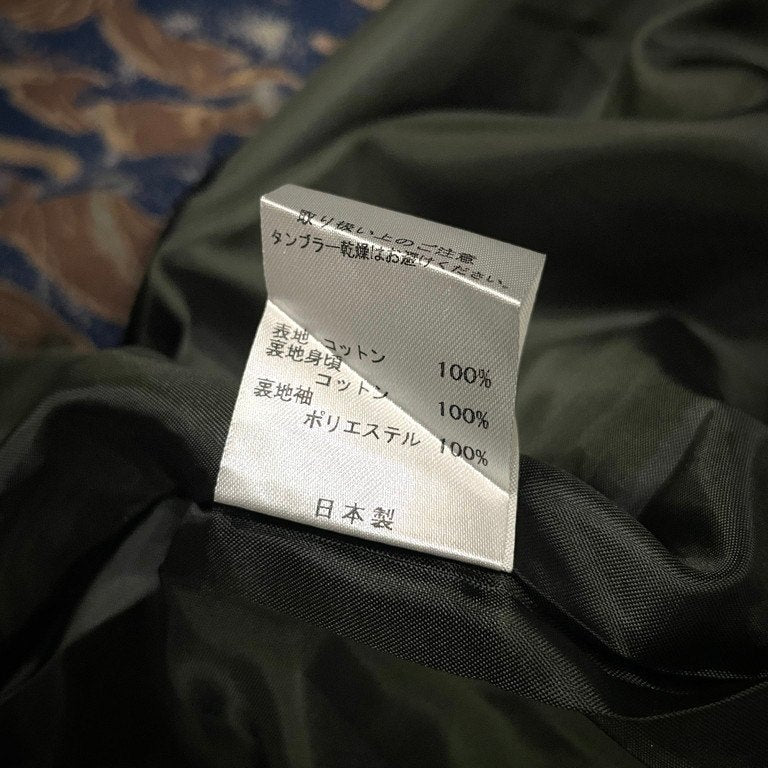 取り扱い上のご注意
タンブラー乾燥はお避けください。
表地 コットン 100%
裏地身頃
コットン 100%
裏地袖
ポリエステル 100%
日本製